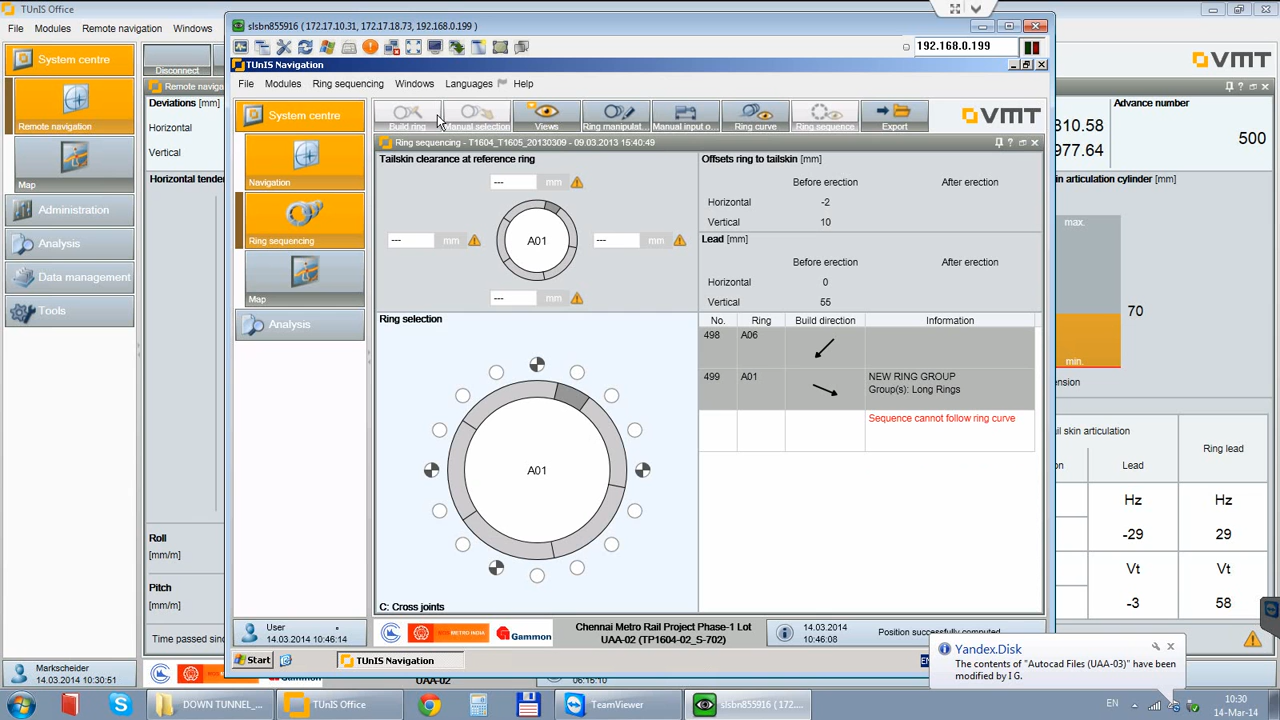 TUnIS Office
File Modules Remote navigation Windows
System centre
Remote navigation
Map
Administration
Analysis
Data management
Tools
Markscheider
14.03.2014 10:30:51
Disconnect
Deviations [mm]
Horizontal
Vertical
Roll
[mm/m]
Pitch
[mm/m]
slsbn855916 ( 172.17.10.31, 172.17.18.73, 192.168.0.199 )
192.168.0.199
TUnIS Navigation
File Modules Ring sequencing Windows Languages Help
System centre
Navigation
Ring sequencing
Map
Analysis
User
14.03.2014 10:46:14
Build ring
Manual selection
Views
Ring manipulat...
Manual input o...
Ring curve
Ring sequence
Export
VMT
Ring sequencing - T1604_T1605_20130309 - 09.03.2013 15:40:49
Tailskin clearance at reference ring
--- mm
--- mm
A01
--- mm
--- mm
Offsets ring to tailskin [mm]
Before erection After erection
Horizontal -2
Vertical 10
Lead [mm]
Before erection After erection
Horizontal 0
Vertical 55
Ring selection
A01
C: Cross joints
No. Ring Build direction Information
498 A06
499 A01 NEW RING GROUP
Group(s): Long Rings
Sequence cannot follow ring curve
Gammon
Chennai Metro Rail Project Phase-1 Lot
UAA-02 (TP1604-02_S-702)
14.03.2014
10:46:08
Position successfully computed
Start
TUnIS Navigation
VMT
Advance number
310.58
977.64
500
skin articulation cylinder [mm]
max.
70
min.
Lead
Ring lead
Hz Hz
-29 29
Vt Vt
-3 58
UAA-02
06:15:10
Yandex.Disk
The contents of "Autocad Files (UAA-03)" have been
modified by I G.
DOWN TUNNEL_...
TUnIS Office
TeamViewer
slsbn855916 (172....
EN
10:30
14-Mar-14